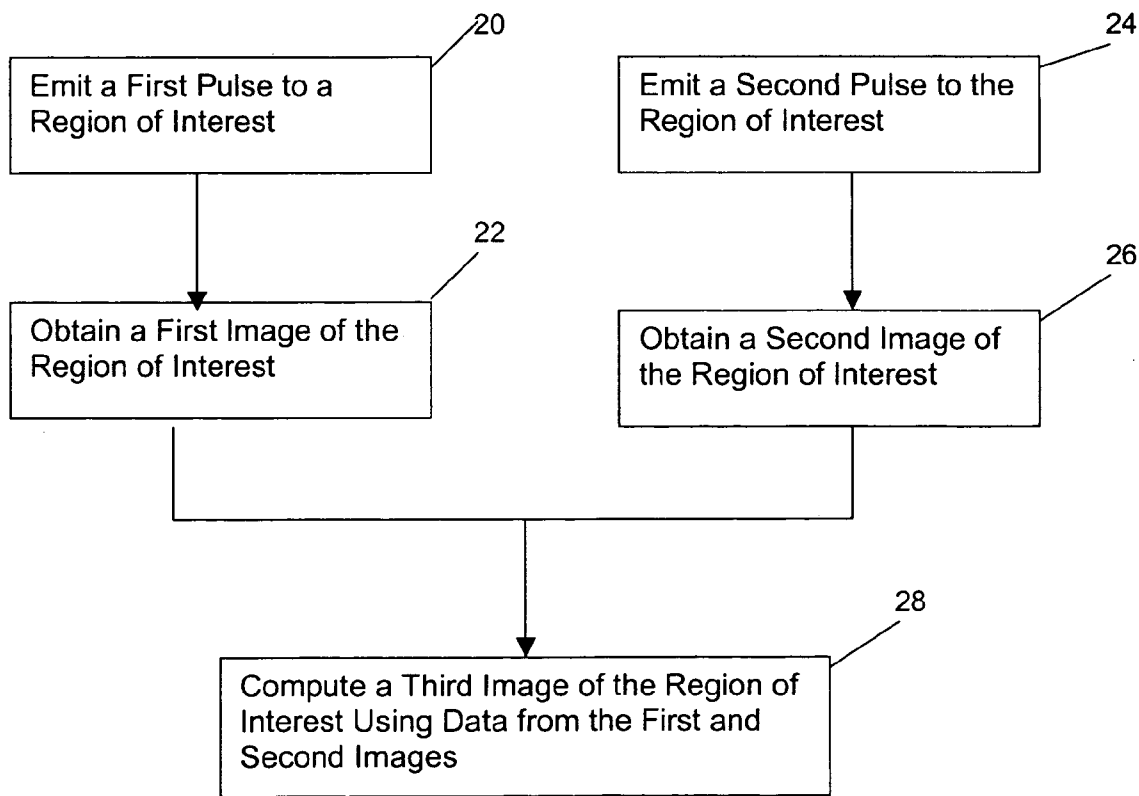 20
Emit a First Pulse to a
Region of Interest
24
Emit a Second Pulse to the
Region of Interest
22
Obtain a First Image of the
Region of Interest
26
Obtain a Second Image of
the Region of Interest
28
Compute a Third Image of the Region of
Interest Using Data from the First and
Second Images